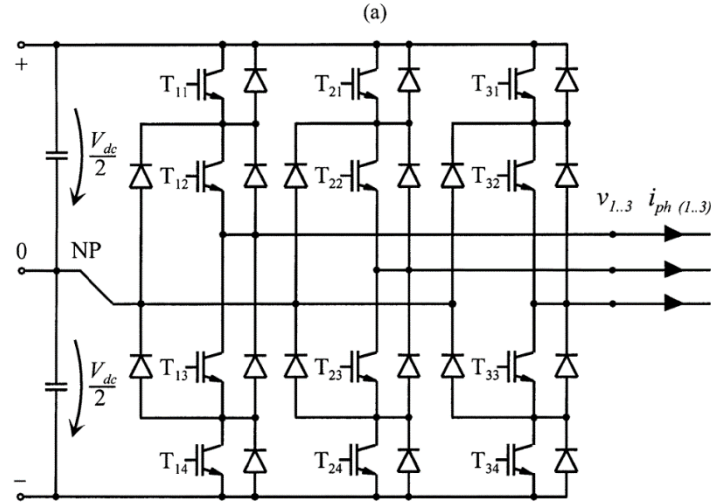 (a)
+
T11 T21 T31
Vdc
2
T12 T22 T32
v1..3 iph (1..3)
0 NP
T13 T23 T33
Vdc
2
T14 T24 T34
−